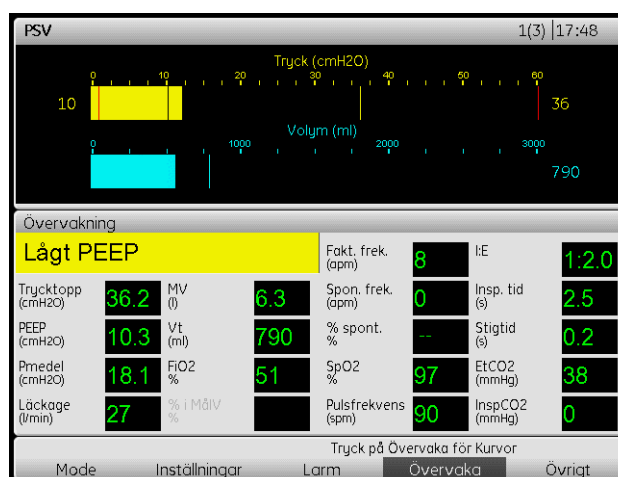 PSV 1(3) 17:48
Tryck (cmH2O)
0 10 20 30 40 50 60
10 36
Volym (ml)
0 1000 2000 3000
790
Övervakning
Lågt PEEP
Fakt. frek. (apm) 8 I:E 1:2.0
Trycktopp (cmH2O) 36.2 MV (l) 6.3 Spon. frek. (apm) 0 Insp. tid (s) 2.5
PEEP (cmH2O) 10.3 Vt (ml) 790 % spont. % -- Stigtid (s) 0.2
Pmedel (cmH2O) 18.1 FiO2 % 51 SpO2 % 97 EtCO2 (mmHg) 38
Läckage (l/min) 27 % i MålV % Pulsfrekvens (spm) 90 InspCO2 (mmHg) 0
Tryck på Övervaka för Kurvor
Mode Inställningar Larm Övervaka Övrigt